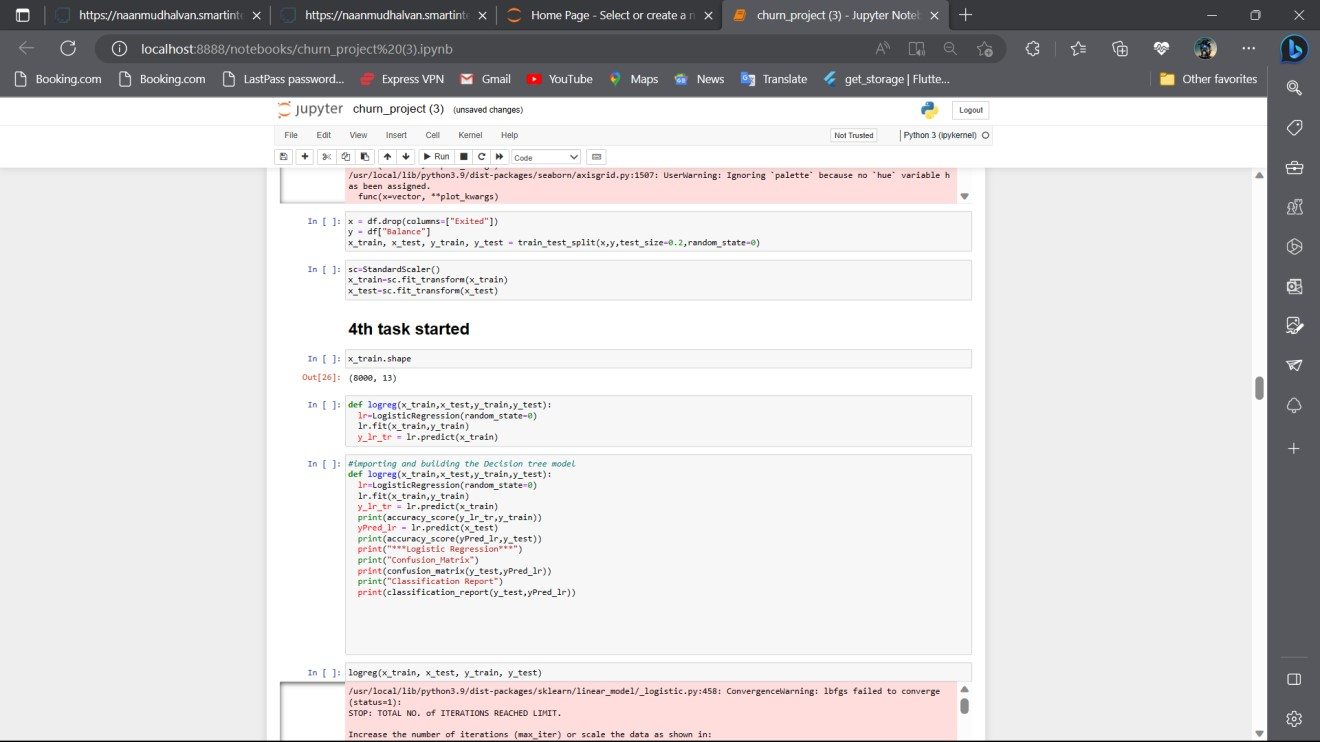 https://naanmudhalvan.smartinte
https://naanmudhalvan.smartinte
Home Page - Select or create a n
churn_project (3) - Jupyter Noteb
localhost:8888/notebooks/churn_project%20(3).ipynb
Booking.com
Booking.com
LastPass password...
Express VPN
Gmail
YouTube
Maps
News
Translate
get_storage | Flutte...
Other favorites
jupyter churn_project (3) (unsaved changes)
Logout
File Edit View Insert Cell Kernel Help
Not Trusted
Python 3 (ipykernel)
Run
Code
/usr/local/lib/python3.9/dist-packages/seaborn/axisgrid.py:1507: UserWarning: Ignoring `palette` because no `hue` variable h
as been assigned.
func(x=vector, **plot_kwargs)
In [ ]: x = df.drop(columns=["Exited"])
y = df["Balance"]
x_train, x_test, y_train, y_test = train_test_split(x,y,test_size=0.2,random_state=0)
In [ ]: sc=StandardScaler()
x_train=sc.fit_transform(x_train)
x_test=sc.fit_transform(x_test)
4th task started
In [ ]: x_train.shape
Out[26]: (8000, 13)
In [ ]: def logreg(x_train,x_test,y_train,y_test):
lr=LogisticRegression(random_state=0)
lr.fit(x_train,y_train)
y_lr_tr = lr.predict(x_train)
In [ ]: #importing and building the Decision tree model
def logreg(x_train,x_test,y_train,y_test):
lr=LogisticRegression(random_state=0)
lr.fit(x_train,y_train)
y_lr_tr = lr.predict(x_train)
print(accuracy_score(y_lr_tr,y_train))
yPred_lr = lr.predict(x_test)
print(accuracy_score(yPred_lr,y_test))
print("***Logistic Regression***")
print("Confusion_Matrix")
print(confusion_matrix(y_test,yPred_lr))
print("Classification Report")
print(classification_report(y_test,yPred_lr))
In [ ]: logreg(x_train, x_test, y_train, y_test)
/usr/local/lib/python3.9/dist-packages/sklearn/linear_model/_logistic.py:458: ConvergenceWarning: lbfgs failed to converge
(status=1):
STOP: TOTAL NO. of ITERATIONS REACHED LIMIT.
Increase the number of iterations (max_iter) or scale the data as shown in: